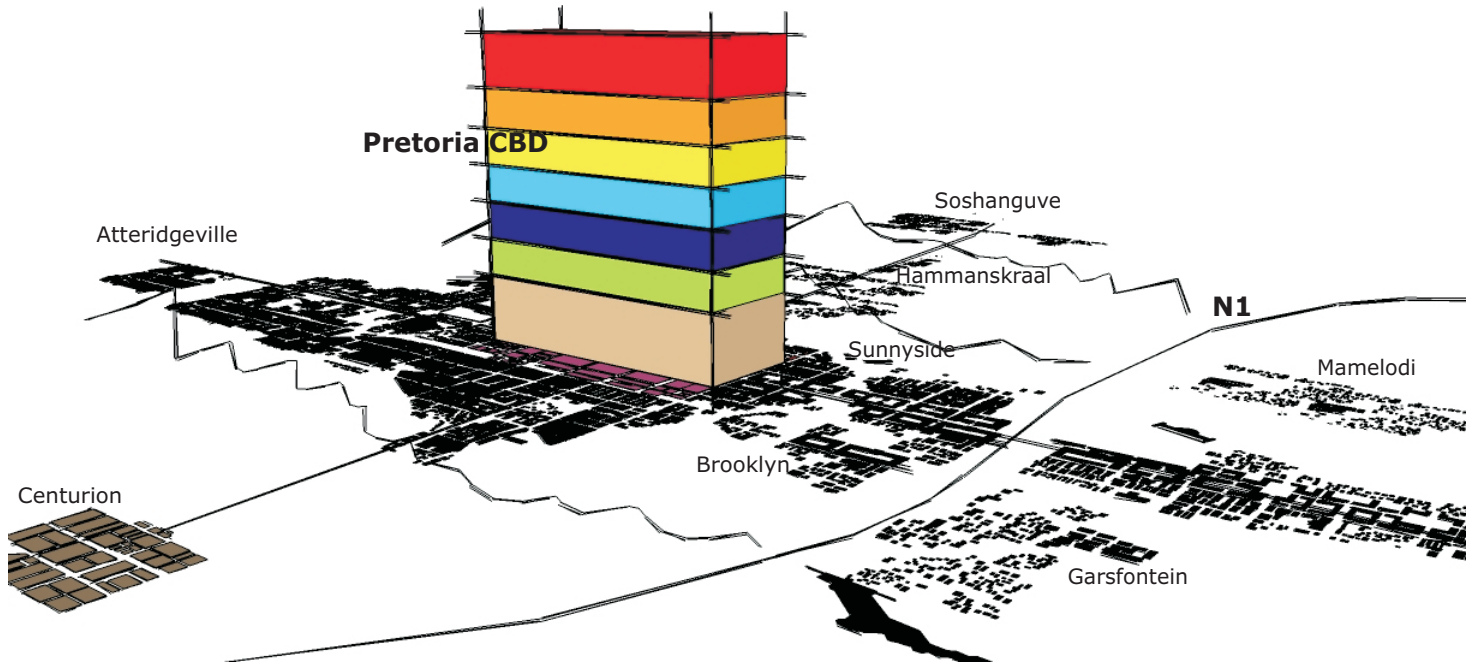 Pretoria CBD
Soshanguve
Atteridgeville
Hammanskraal
N1
Sunnyside
Mamelodi
Brooklyn
Centurion
Garsfontein